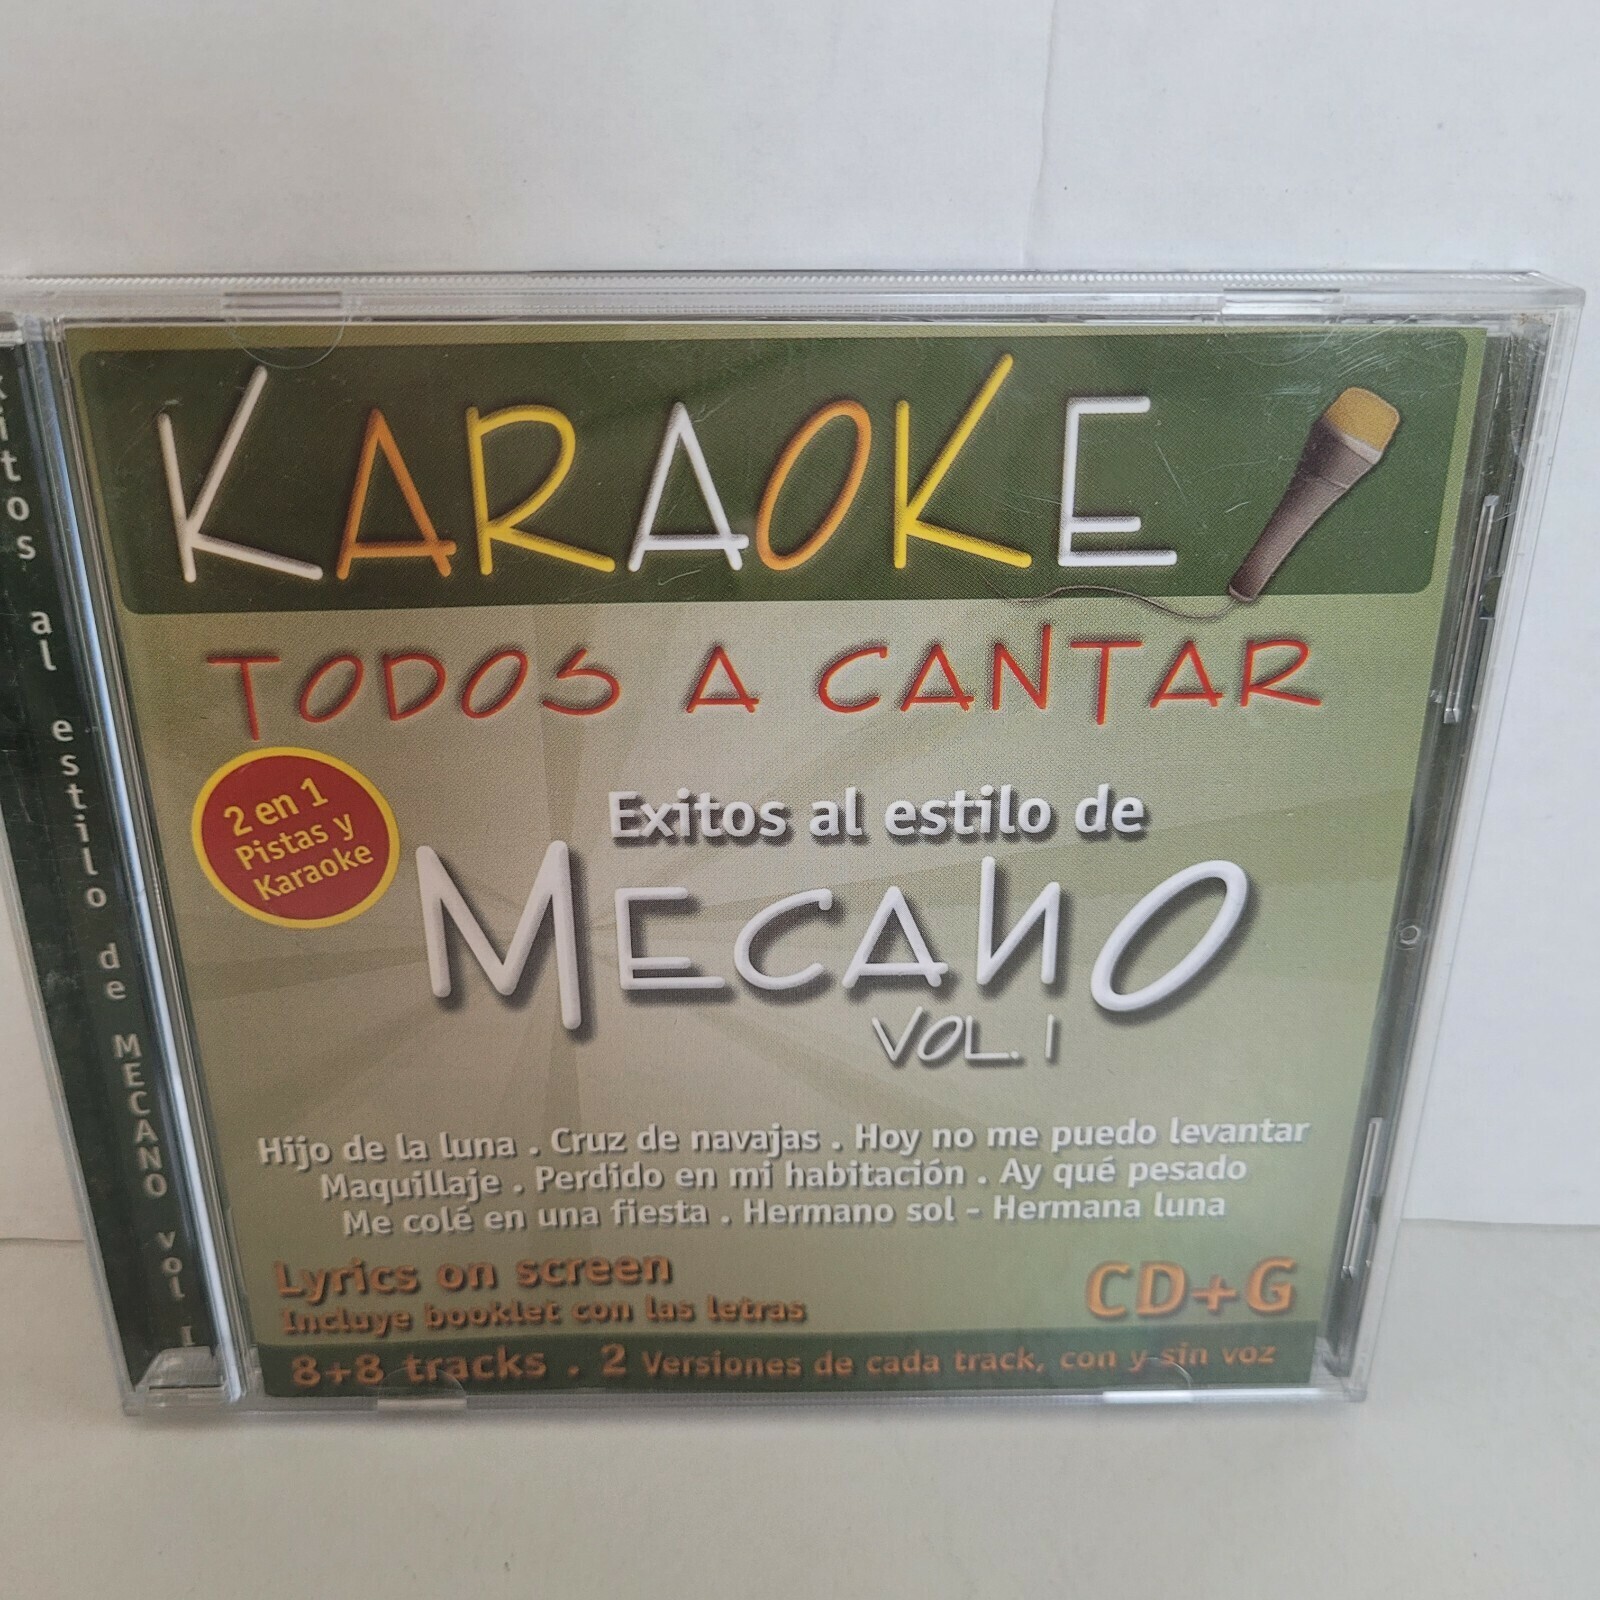 KARAOKE
TODOS A CANTAR
2 en 1
Pistas y
Karaoke
Exitos al estilo de
MECANO
VOL. 1
Hijo de la luna . Cruz de navajas . Hoy no me puedo levantar
Maquillaje . Perdido en mi habitación . Ay qué pesado
Me colé en una fiesta . Hermano sol - Hermana luna
Lyrics on screen
Incluye booklet con las letras
CD+G
8+8 tracks . 2 Versiones de cada track, con y sin voz
xitos al estilo de MECANO vol I